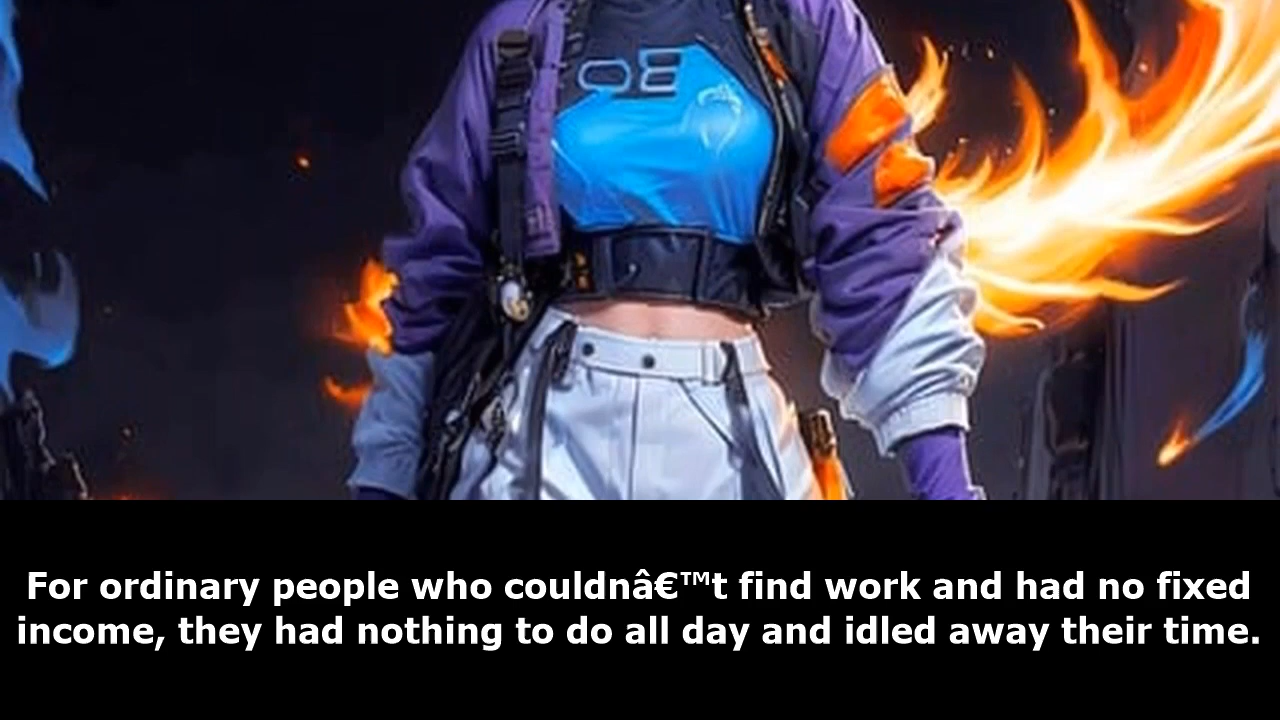 For ordinary people who couldnâ€™t find work and had no fixed
income, they had nothing to do all day and idled away their time.